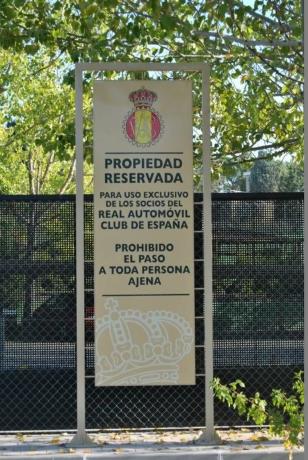 PROPIEDAD
RESERVADA
PARA USO EXCLUSIVO
DE LOS SOCIOS DEL
REAL AUTOMÓVIL
CLUB DE ESPAÑA
PROHIBIDO
EL PASO
A TODA PERSONA
AJENA